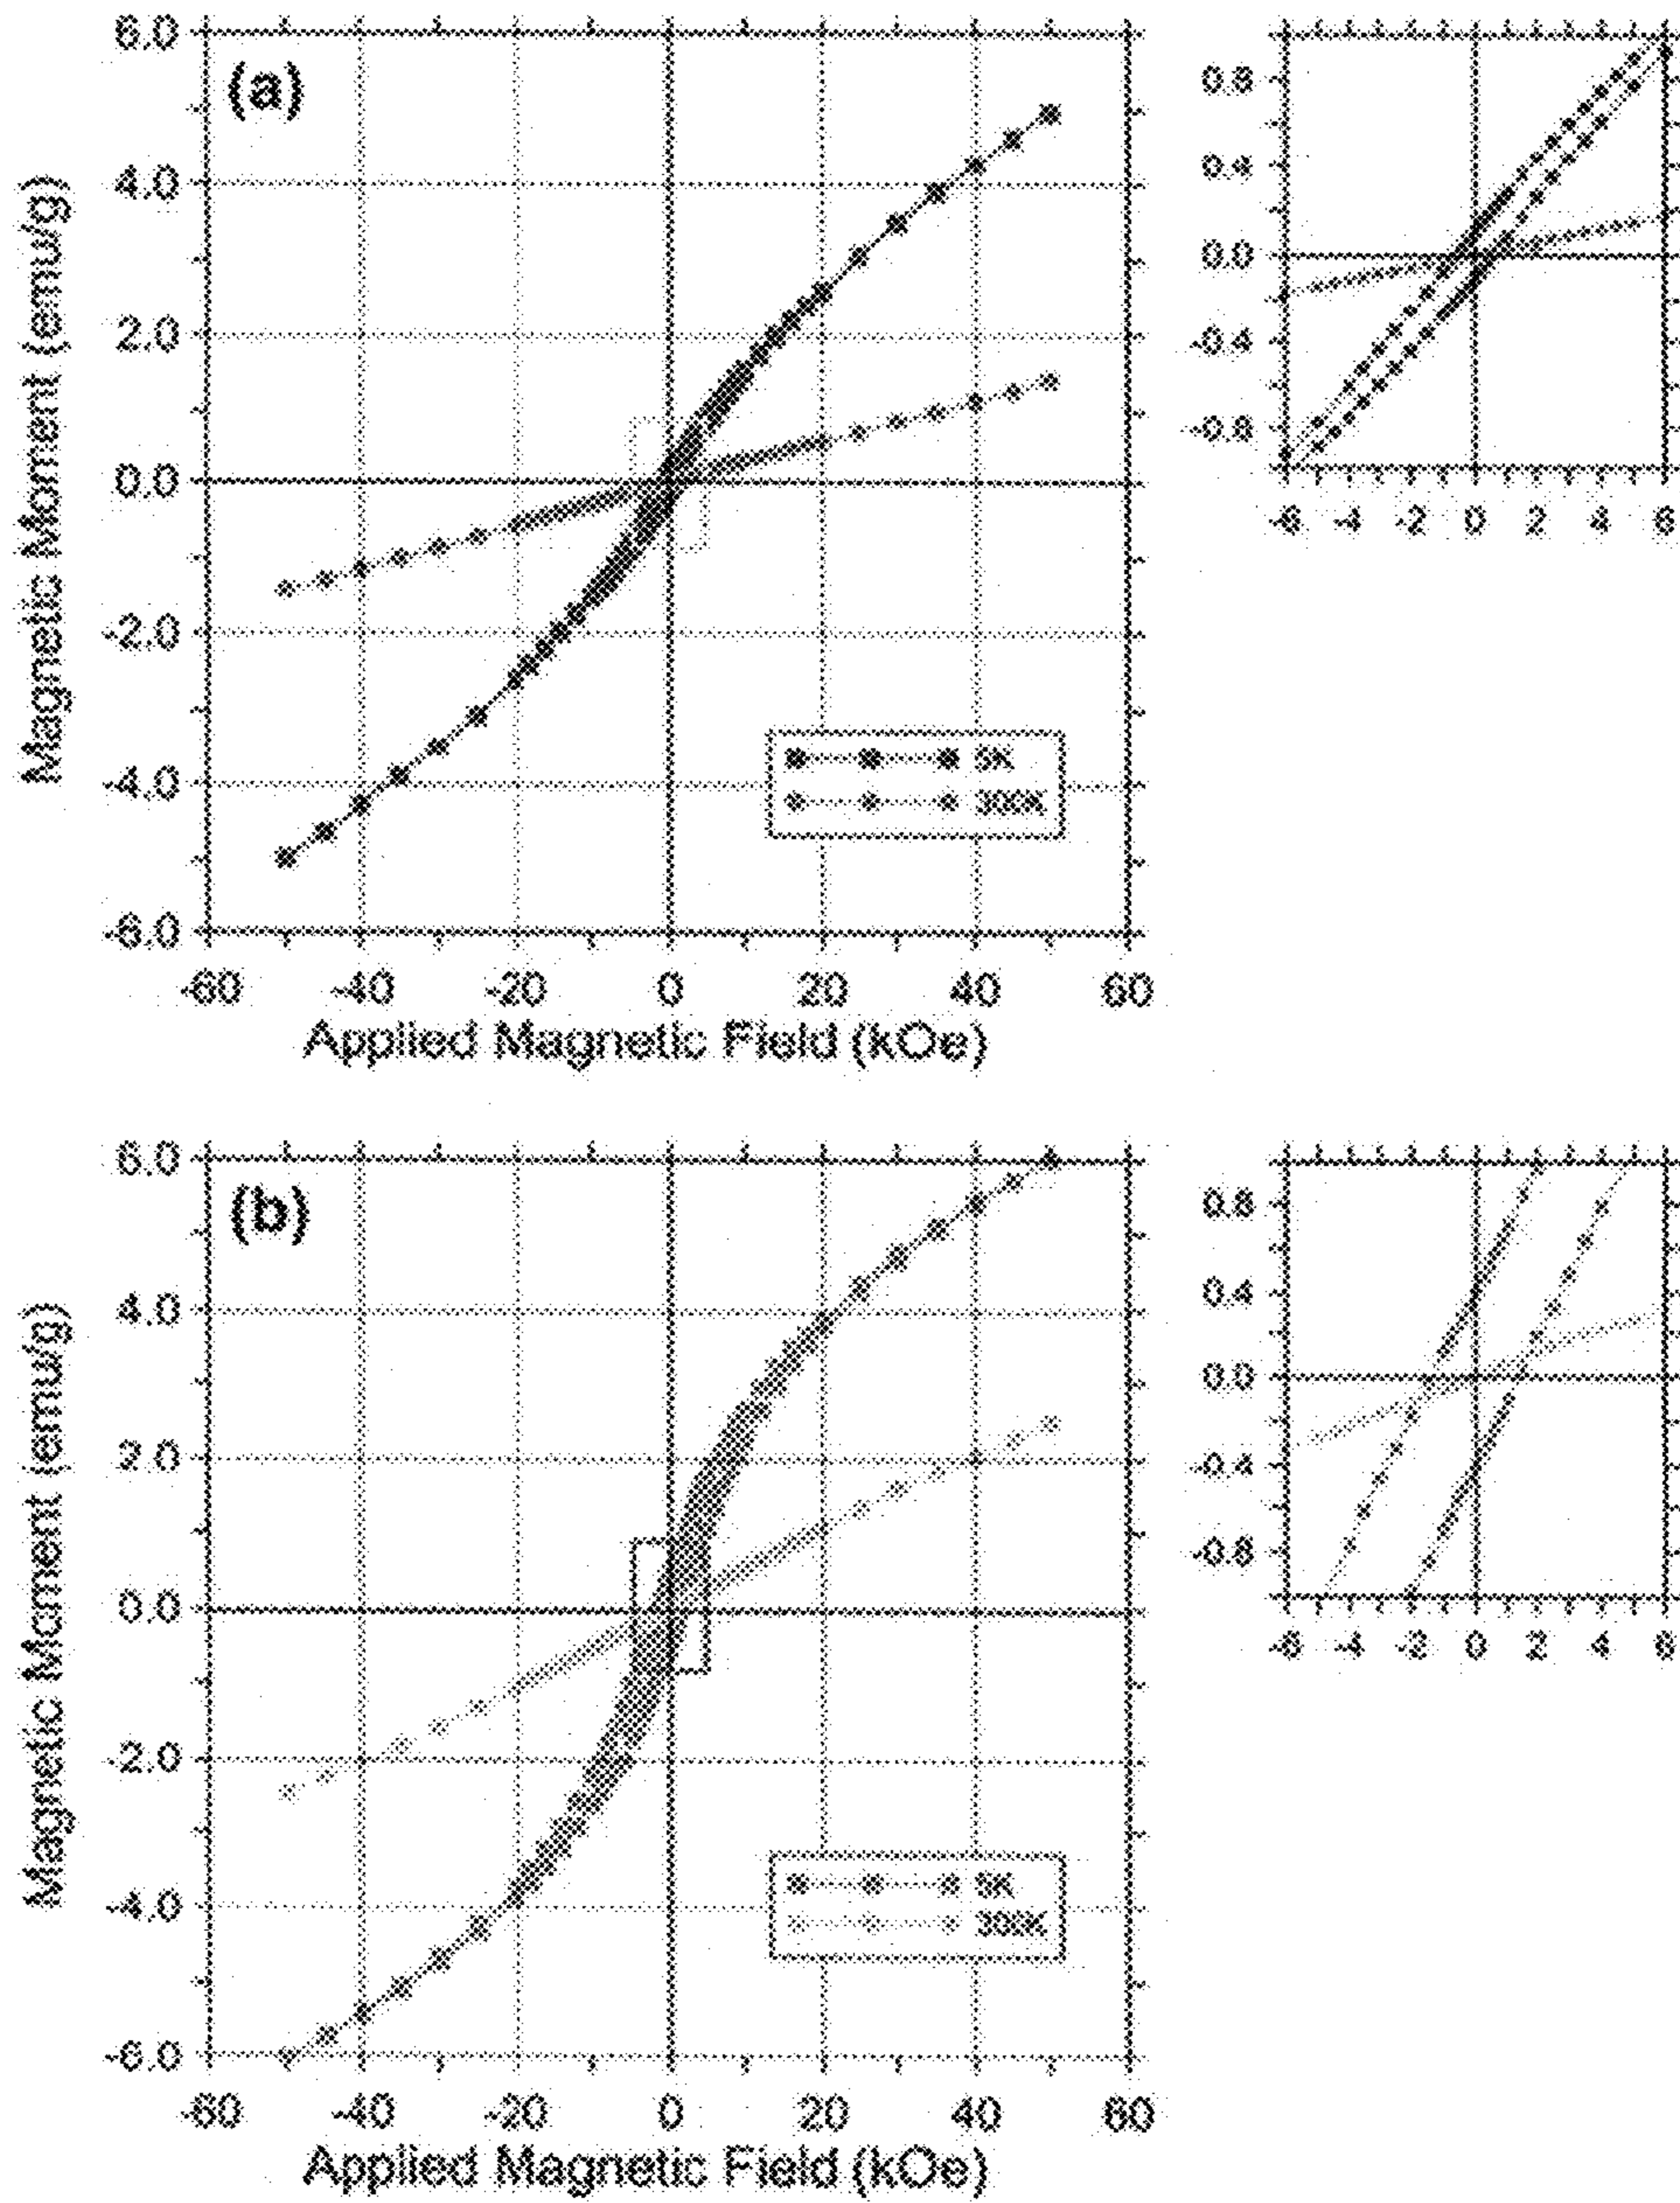 (a)
Magnetic Moment (emu/g)
6.0
4.0
2.0
0.0
-2.0
-4.0
-6.0
-60 -40 -20 0 20 40 60
Applied Magnetic Field (kOe)
5K
300K
0.8
0.4
0.0
-0.4
-0.8
-6 -4 -2 0 2 4 6
(b)
Magnetic Moment (emu/g)
6.0
4.0
2.0
0.0
-2.0
-4.0
-6.0
-60 -40 -20 0 20 40 60
Applied Magnetic Field (kOe)
5K
300K
0.8
0.4
0.0
-0.4
-0.8
-6 -4 -2 0 2 4 6